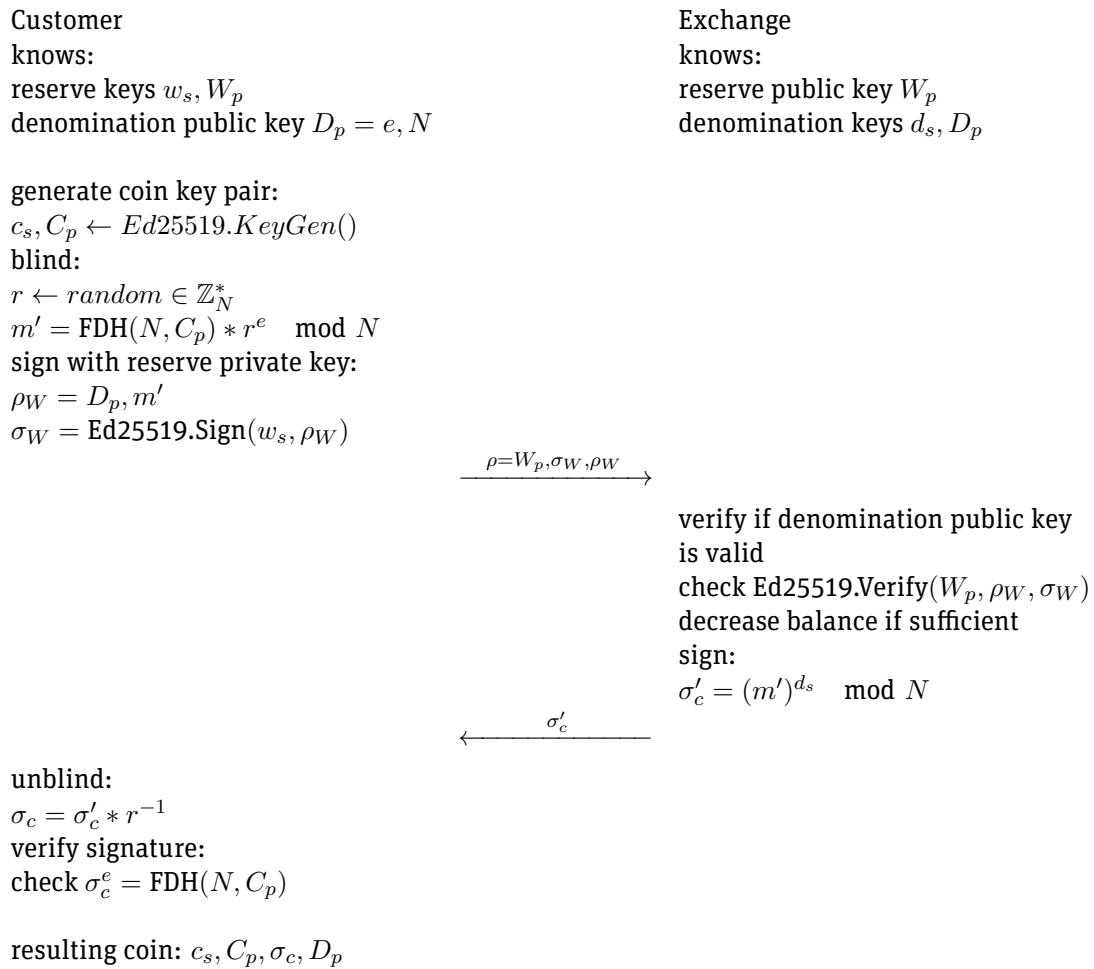 Customer
knows:
reserve keys w_s, W_p
denomination public key D_p = e, N
Exchange
knows:
reserve public key W_p
denomination keys d_s, D_p
generate coin key pair:
c_s, C_p ← Ed25519.KeyGen()
blind:
r ← random ∈ ℤ*_N
m′ = FDH(N, C_p) ∗ r^e mod N
sign with reserve private key:
ρ_W = D_p, m′
σ_W = Ed25519.Sign(w_s, ρ_W)
ρ=W_p,σ_W,ρ_W
verify if denomination public key
is valid
check Ed25519.Verify(W_p, ρ_W, σ_W)
decrease balance if sufficient
sign:
σ′_c = (m′)^{d_s} mod N
σ′_c
unblind:
σ_c = σ′_c ∗ r^{−1}
verify signature:
check σ_c^e = FDH(N, C_p)
resulting coin: c_s, C_p, σ_c, D_p